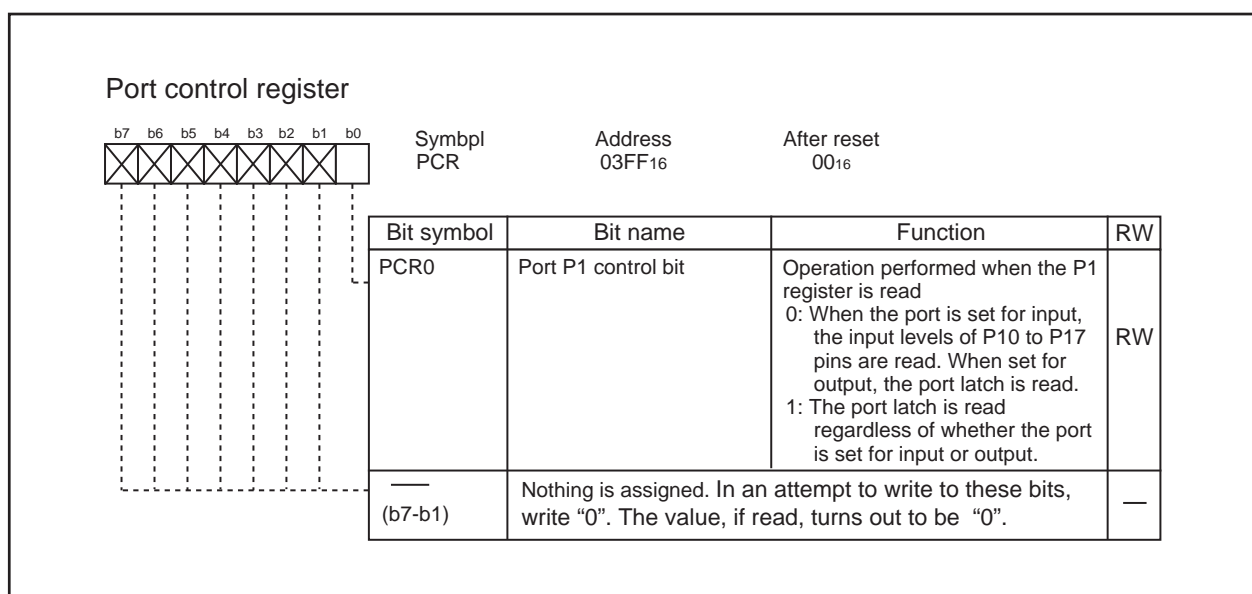 Port control register
b7 b6 b5 b4 b3 b2 b1 b0
Symbpl Address After reset
PCR 03FF16 0016
Bit symbol Bit name Function RW
PCR0 Port P1 control bit Operation performed when the P1
register is read
0: When the port is set for input,
the input levels of P10 to P17
pins are read. When set for
output, the port latch is read.
1: The port latch is read
regardless of whether the port
is set for input or output.
RW
(b7-b1)
Nothing is assigned. In an attempt to write to these bits,
write “0”. The value, if read, turns out to be “0”.
—